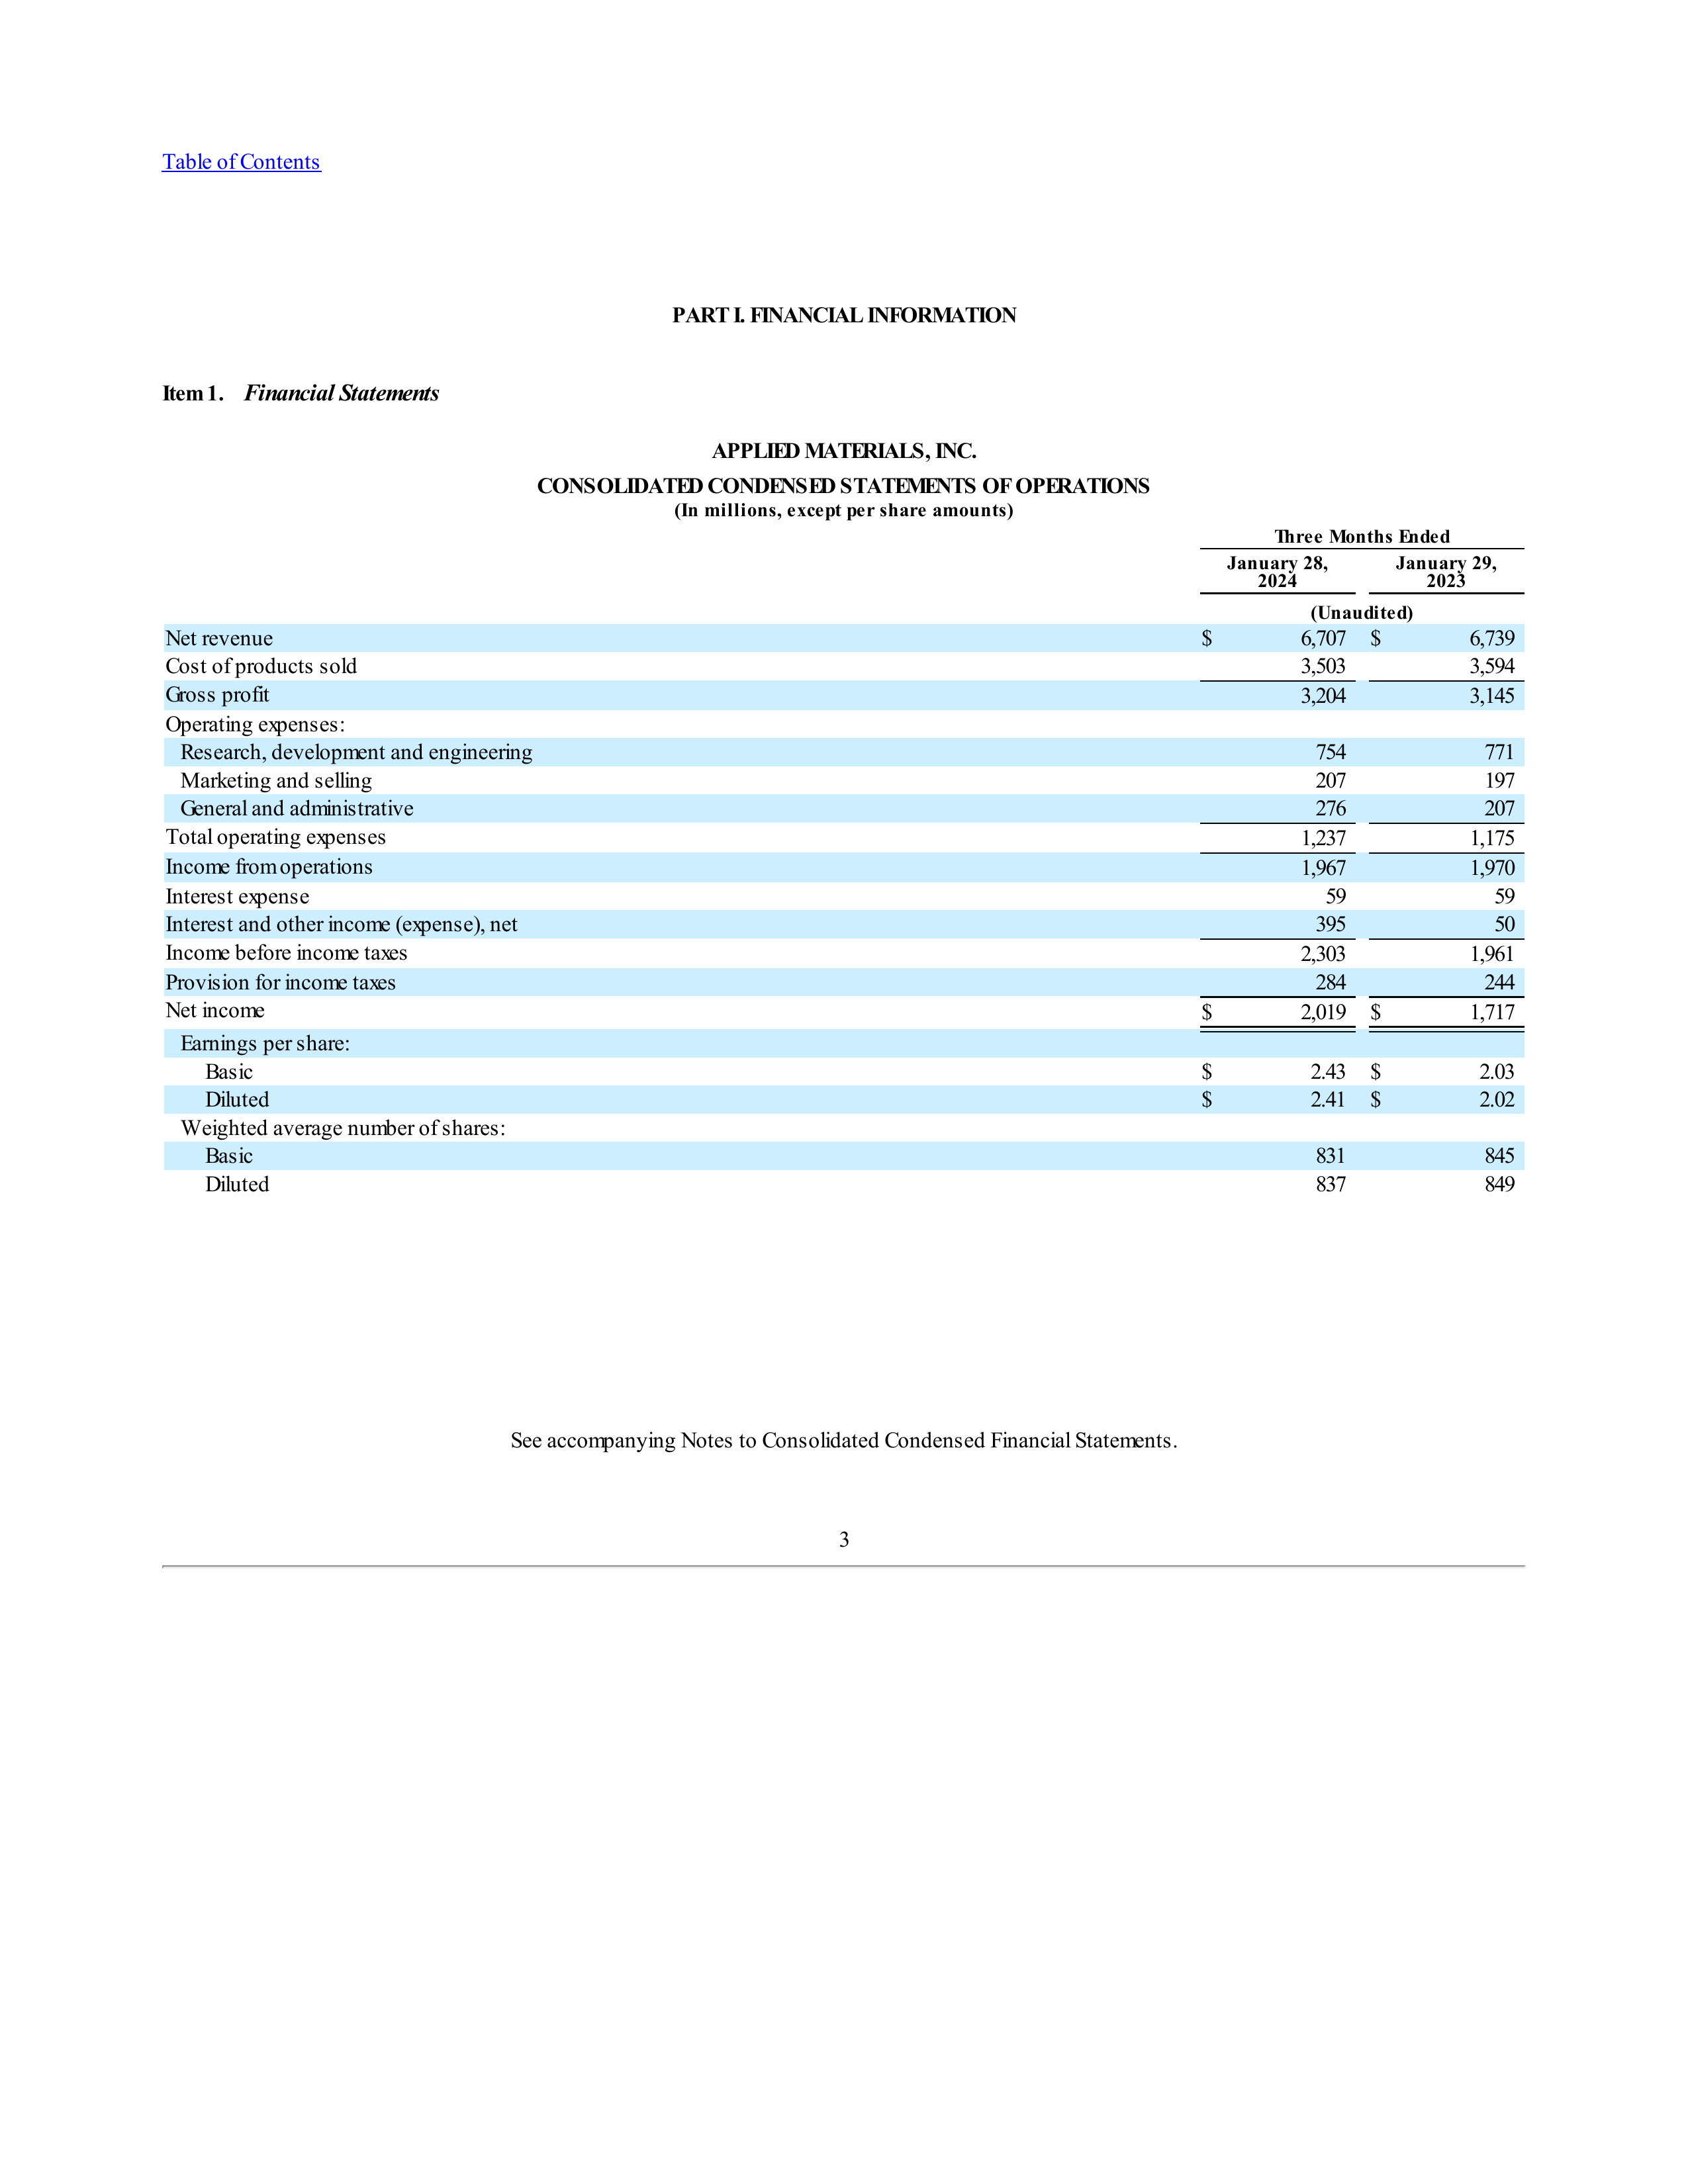 Table of Contents
PART I. FINANCIAL INFORMATION
Item 1. Financial Statements
APPLIED MATERIALS, INC.
CONSOLIDATED CONDENSED STATEMENTS OF OPERATIONS
(In millions, except per share amounts)
Three Months Ended
January 28, 2024 January 29, 2023
(Unaudited)
Net revenue $ 6,707 $ 6,739
Cost of products sold 3,503 3,594
Gross profit 3,204 3,145
Operating expenses:
Research, development and engineering 754 771
Marketing and selling 207 197
General and administrative 276 207
Total operating expenses 1,237 1,175
Income from operations 1,967 1,970
Interest expense 59 59
Interest and other income (expense), net 395 50
Income before income taxes 2,303 1,961
Provision for income taxes 284 244
Net income $ 2,019 $ 1,717
Earnings per share:
Basic $ 2.43 $ 2.03
Diluted $ 2.41 $ 2.02
Weighted average number of shares:
Basic 831 845
Diluted 837 849
See accompanying Notes to Consolidated Condensed Financial Statements.
3